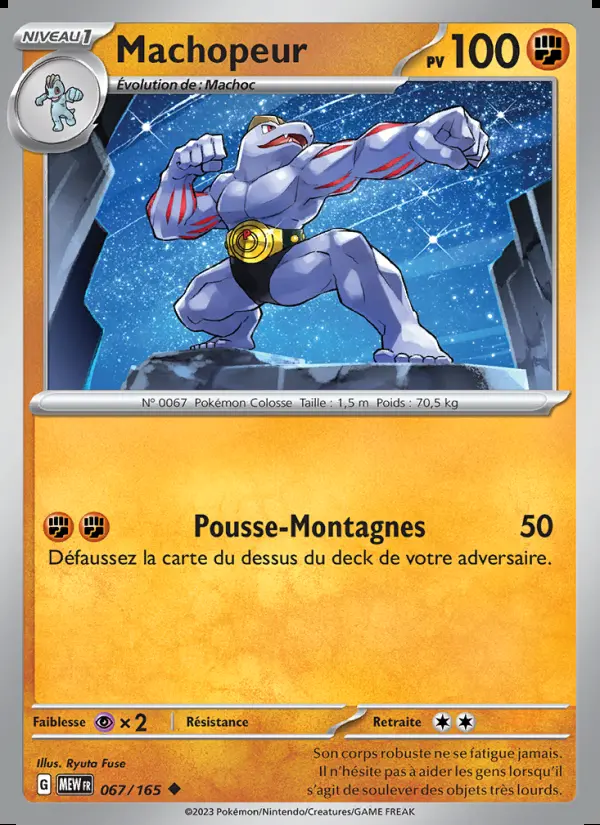 NIVEAU 1
Machopeur
PV 100
Évolution de : Machoc
N° 0067 Pokémon Colosse Taille : 1,5 m Poids : 70,5 kg
Pousse-Montagnes 50
Défaussez la carte du dessus du deck de votre adversaire.
Faiblesse ×2 Résistance Retraite
Illus. Ryuta Fuse
G MEW FR 067/165
Son corps robuste ne se fatigue jamais.
Il n'hésite pas à aider les gens lorsqu'il
s'agit de soulever des objets très lourds.
©2023 Pokémon/Nintendo/Creatures/GAME FREAK